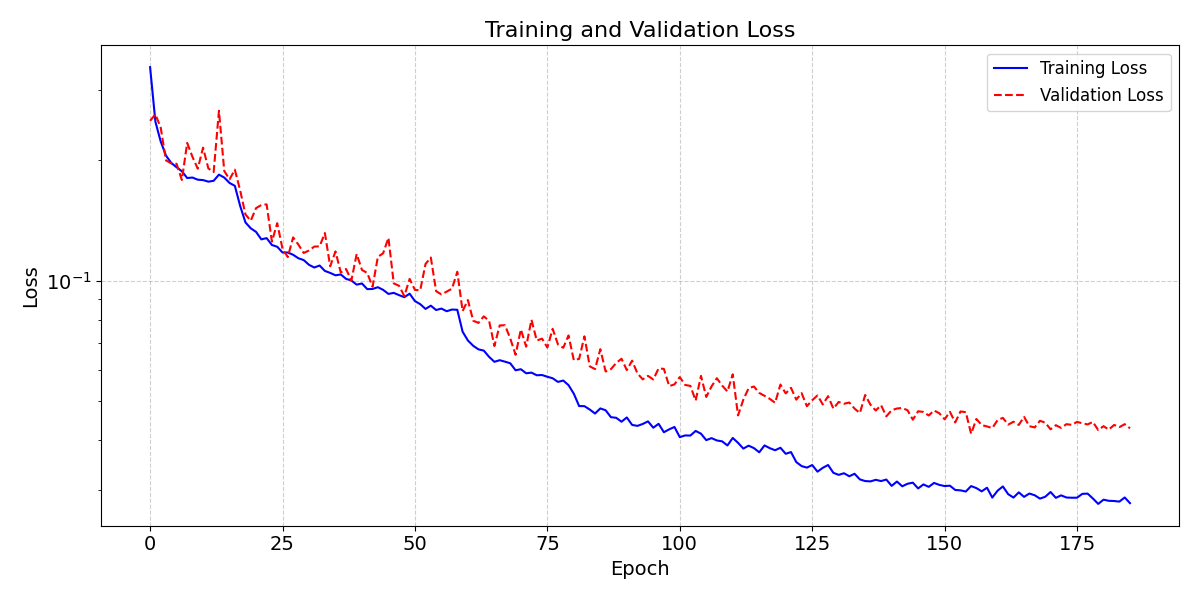 Training and Validation Loss
Training Loss
Validation Loss
Loss
10⁻¹
0 25 50 75 100 125 150 175
Epoch